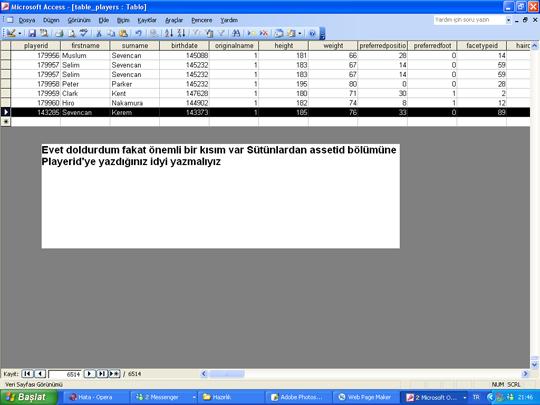 Microsoft Access - [table_players : Tablo]
Dosya Düzen Görünüm Ekle Biçim Kayıtlar Araçlar Pencere Yardım Yardım için soru yazın
playerid firstname surname birthdate originalname height weight preferredpositio preferredfoot facetypeid hairc
179956 Muslum Sevencan 145088 1 181 66 28 0 14
179957 Selim Sevencan 145232 1 183 67 14 0 59
179957 Selim Sevencan 145232 1 183 67 14 0 59
179958 Peter Parker 145232 1 195 80 0 0 28
179959 Clark Kent 147628 1 180 71 30 1 2
179960 Hiro Nakamura 144902 1 182 74 8 1 12
143285 Sevencan Kerem 143373 1 185 76 33 0 89
Evet doldurdum fakat önemli bir kısım var Sütünlardan assetid bölümüne
Playerid'ye yazdığınız idyi yazmalıyız
Kayıt: 6514 / 6514
Veri Sayfası Görünümü NUM SCRL
Başlat Hata - Opera 2 Messenger Hazırlık Adobe Photos... Web Page Maker 2 Microsoft O... TR 21:46